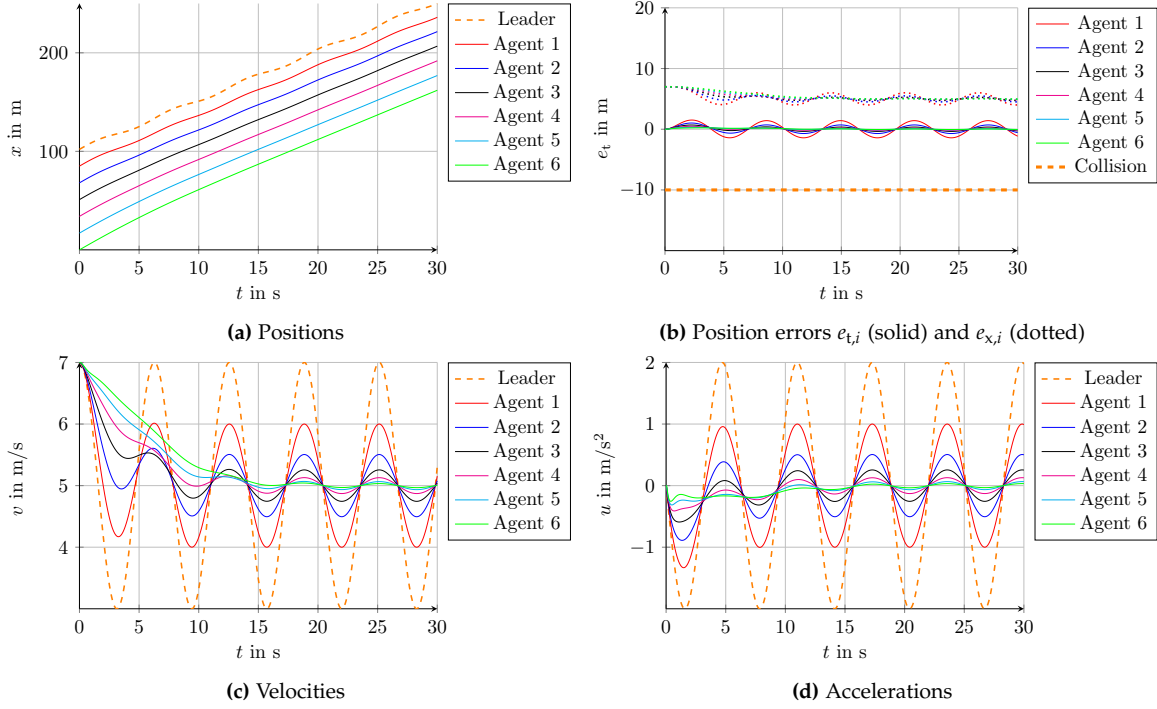 200
100
0
5
10
15
20
25
30
x in m
t in s
Leader
Agent 1
Agent 2
Agent 3
Agent 4
Agent 5
Agent 6
(a) Positions
20
10
0
−10
0
5
10
15
20
25
30
e_t in m
t in s
Agent 1
Agent 2
Agent 3
Agent 4
Agent 5
Agent 6
Collision
(b) Position errors e_{t,i} (solid) and e_{x,i} (dotted)
7
6
5
4
0
5
10
15
20
25
30
v in m/s
t in s
Leader
Agent 1
Agent 2
Agent 3
Agent 4
Agent 5
Agent 6
(c) Velocities
2
1
0
−1
0
5
10
15
20
25
30
u in m/s²
t in s
Leader
Agent 1
Agent 2
Agent 3
Agent 4
Agent 5
Agent 6
(d) Accelerations